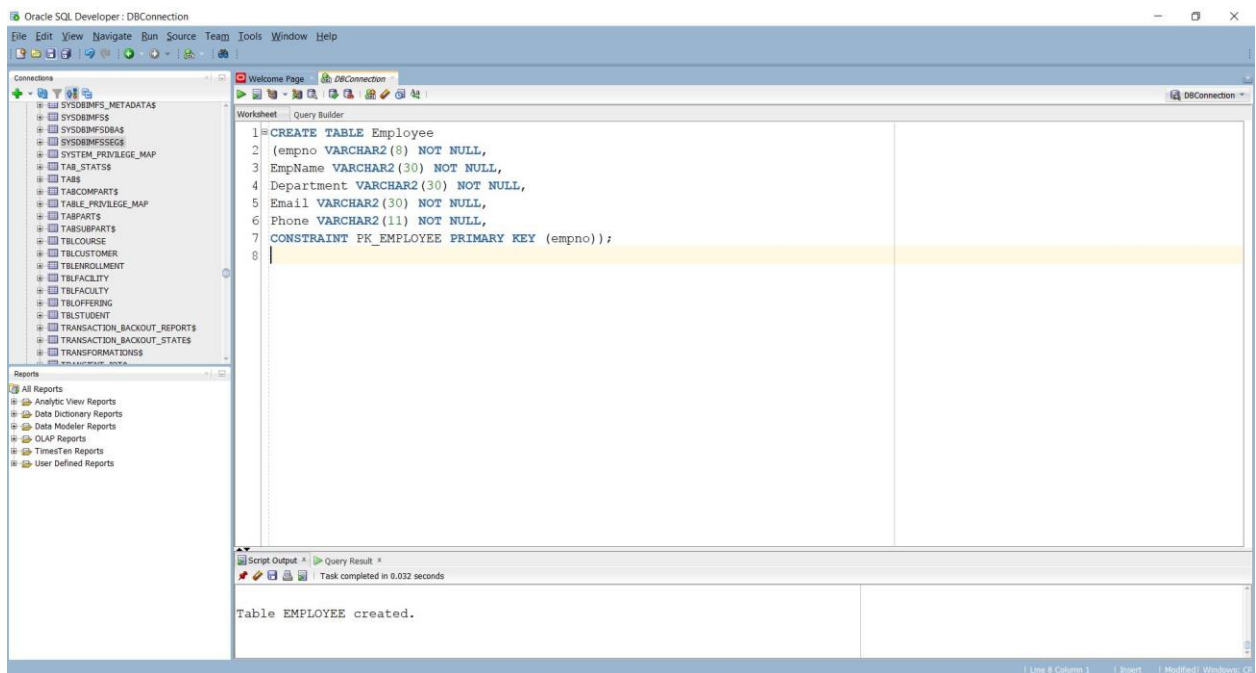 Oracle SQL Developer : DBConnection
File Edit View Navigate Run Source Team Tools Window Help
Connections
SYSDBIMFS_METADATA$
SYSDBIMFS$
SYSDBIMFSDBA$
SYSDBIMFSSEG$
SYSTEM_PRIVILEGE_MAP
TAB_STATS$
TAB$
TABCOMPART$
TABLE_PRIVILEGE_MAP
TABPART$
TABSUBPART$
TBLCOURSE
TBLCUSTOMER
TBLENROLLMENT
TBLFACILITY
TBLFACULTY
TBLOFFERING
TBLSTUDENT
TRANSACTION_BACKOUT_REPORT$
TRANSACTION_BACKOUT_STATE$
TRANSFORMATIONS$
Reports
All Reports
Analytic View Reports
Data Dictionary Reports
Data Modeler Reports
OLAP Reports
TimesTen Reports
User Defined Reports
Welcome Page DBConnection
DBConnection
Worksheet Query Builder
1 CREATE TABLE Employee
2 (empno VARCHAR2(8) NOT NULL,
3 EmpName VARCHAR2(30) NOT NULL,
4 Department VARCHAR2(30) NOT NULL,
5 Email VARCHAR2(30) NOT NULL,
6 Phone VARCHAR2(11) NOT NULL,
7 CONSTRAINT PK_EMPLOYEE PRIMARY KEY (empno));
8
Script Output Query Result
Task completed in 0.032 seconds
Table EMPLOYEE created.
Line 8 Column 1 Insert Modified Windows: CR